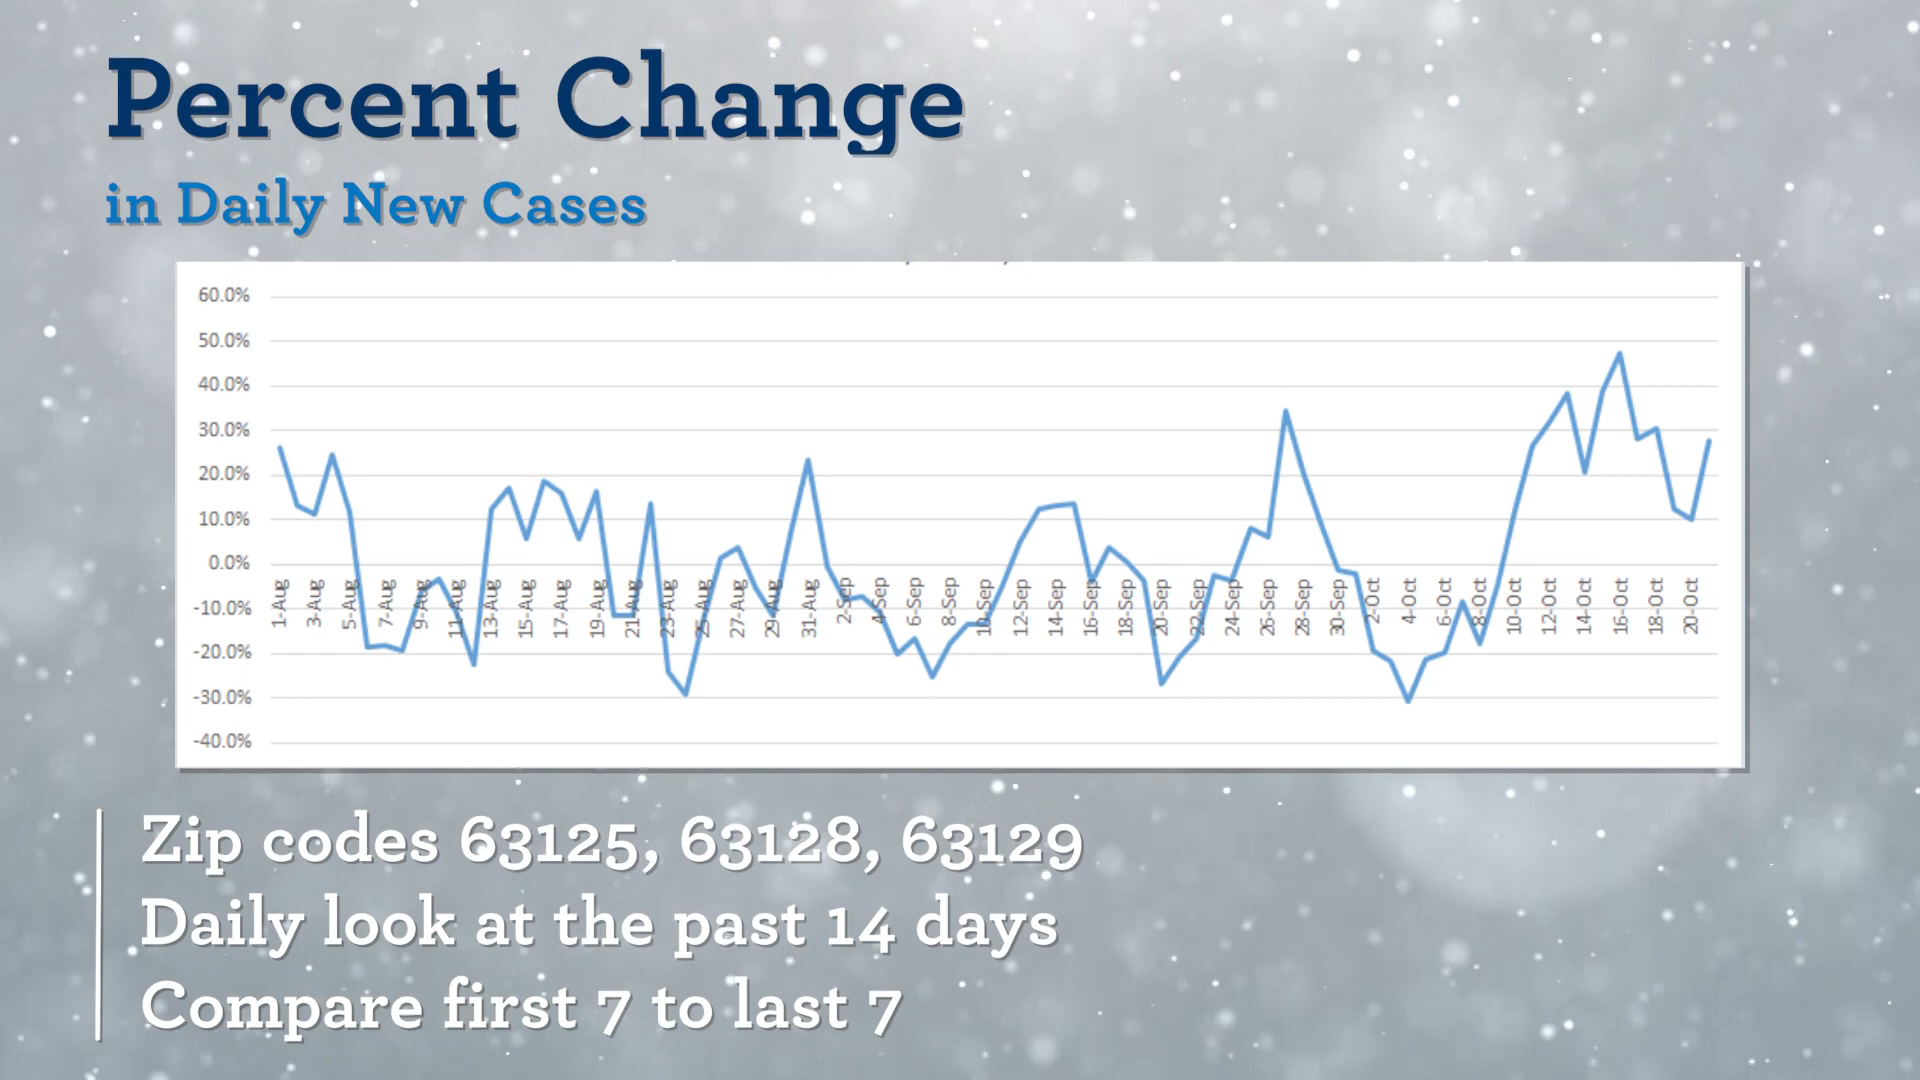 Percent Change
in Daily New Cases
60.0%
50.0%
40.0%
30.0%
20.0%
10.0%
0.0%
-10.0%
-20.0%
-30.0%
-40.0%
1-Aug
3-Aug
5-Aug
7-Aug
9-Aug
11-Aug
13-Aug
15-Aug
17-Aug
19-Aug
21-Aug
23-Aug
25-Aug
27-Aug
29-Aug
31-Aug
2-Sep
4-Sep
6-Sep
8-Sep
10-Sep
12-Sep
14-Sep
16-Sep
18-Sep
20-Sep
22-Sep
24-Sep
26-Sep
28-Sep
30-Sep
2-Oct
4-Oct
6-Oct
8-Oct
10-Oct
12-Oct
14-Oct
16-Oct
18-Oct
20-Oct
Zip codes 63125, 63128, 63129
Daily look at the past 14 days
Compare first 7 to last 7